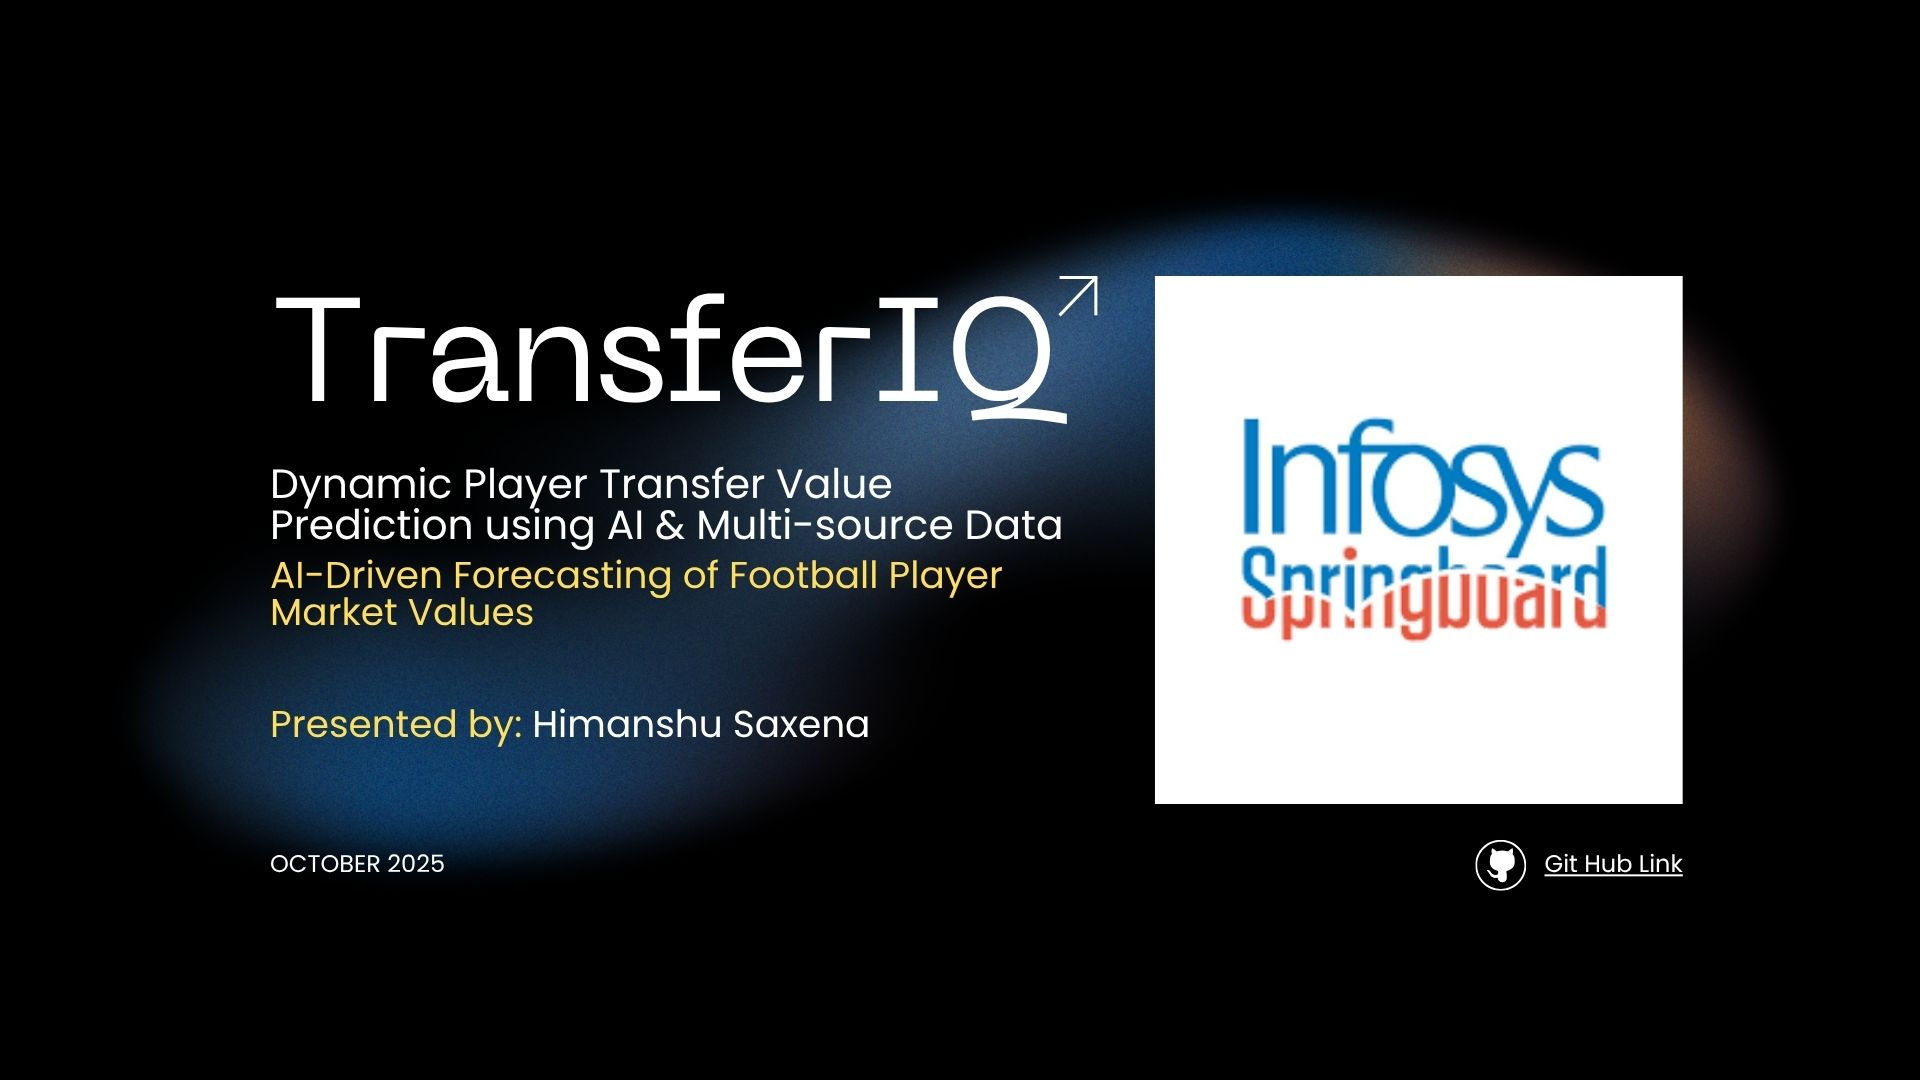 TransferIQ
Dynamic Player Transfer Value
Prediction using AI & Multi-source Data
AI-Driven Forecasting of Football Player
Market Values
Presented by: Himanshu Saxena
Infosys
Springboard
OCTOBER 2025
Git Hub Link